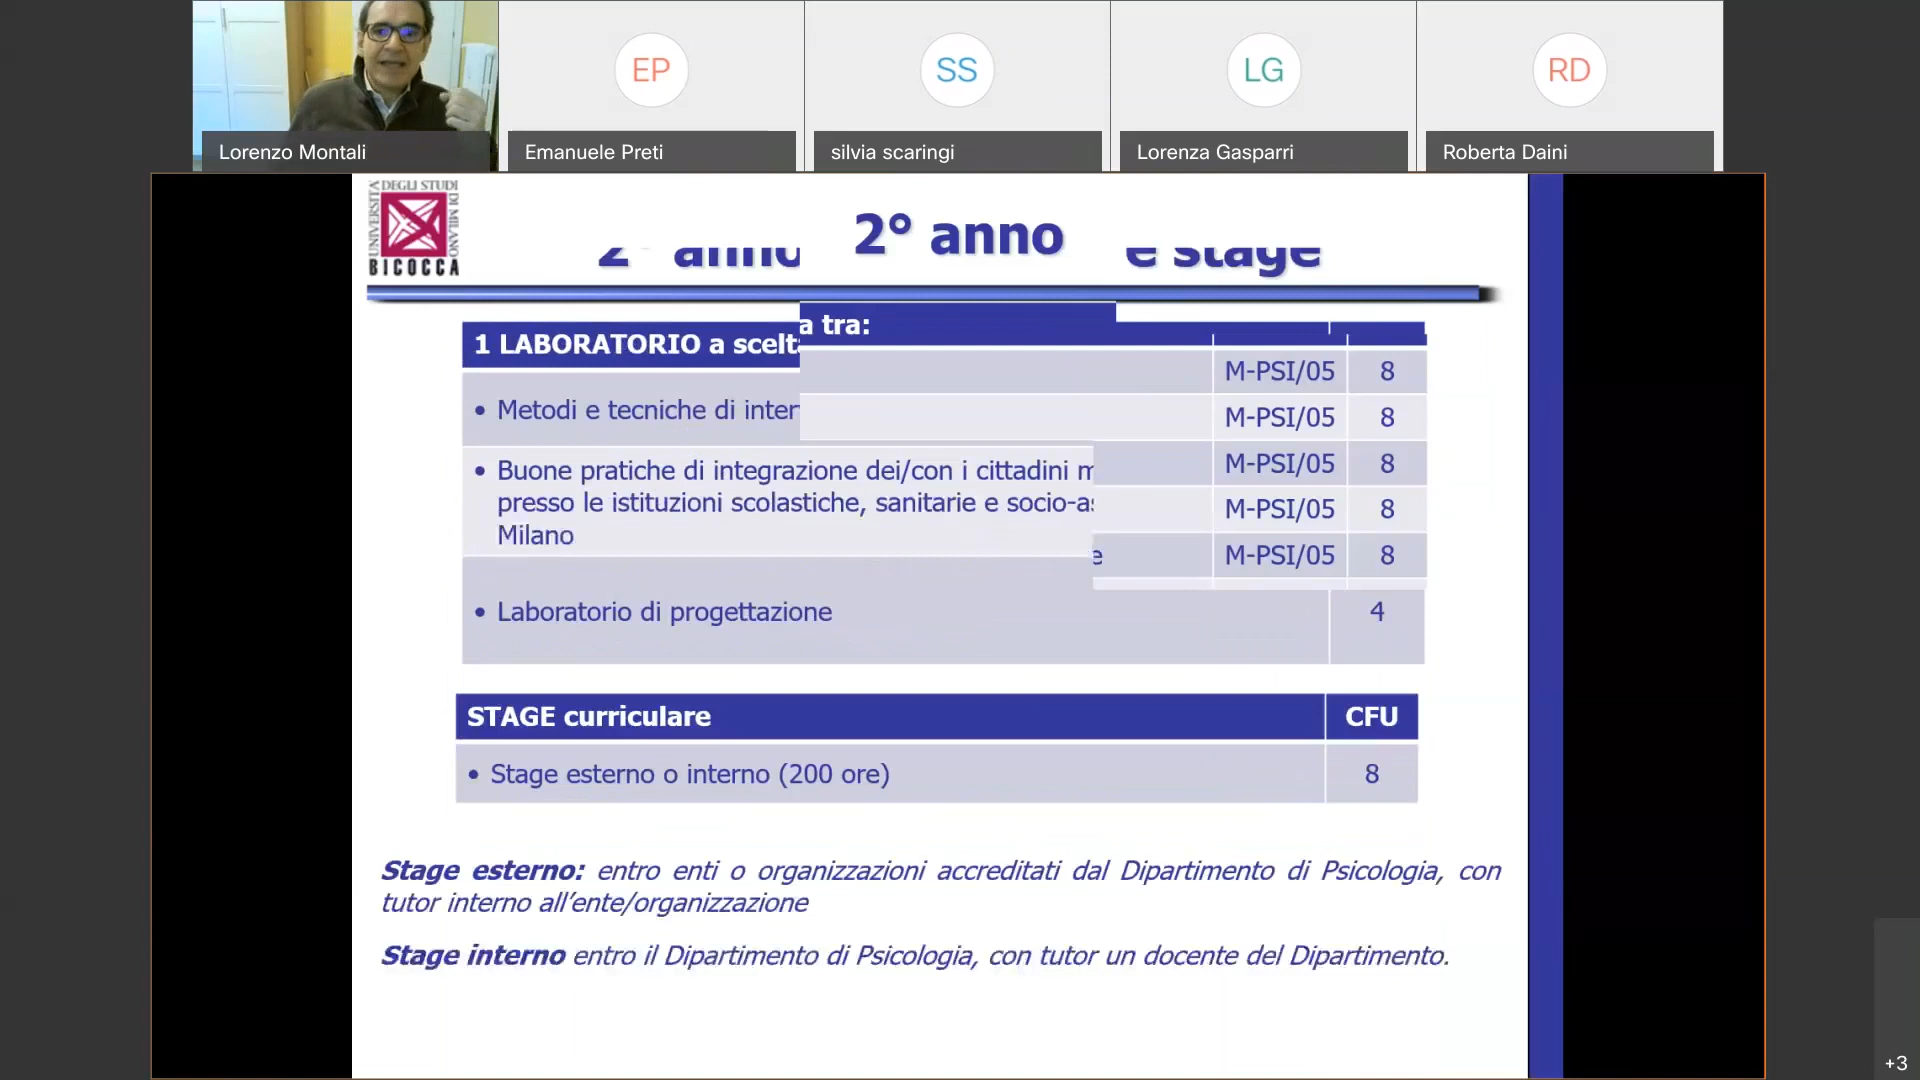 EP
SS
LG
RD
Lorenzo Montali
Emanuele Preti
silvia scaringi
Lorenza Gasparri
Roberta Daini
UNIVERSITÀ DEGLI STUDI DI MILANO
BICOCCA
2° anno
2° anno e stage
1 LABORATORIO a scelta tra:
M-PSI/05 8
• Metodi e tecniche di
M-PSI/05 8
• Buone pratiche di integrazione dei/con i cittadini
M-PSI/05 8
presso le istituzioni scolastiche, sanitarie e
M-PSI/05 8
Milano
M-PSI/05 8
• Laboratorio di progettazione 4
STAGE curriculare CFU
• Stage esterno o interno (200 ore) 8
Stage esterno: entro enti o organizzazioni accreditati dal Dipartimento di Psicologia, con
tutor interno all’ente/organizzazione
Stage interno entro il Dipartimento di Psicologia, con tutor un docente del Dipartimento.
+3